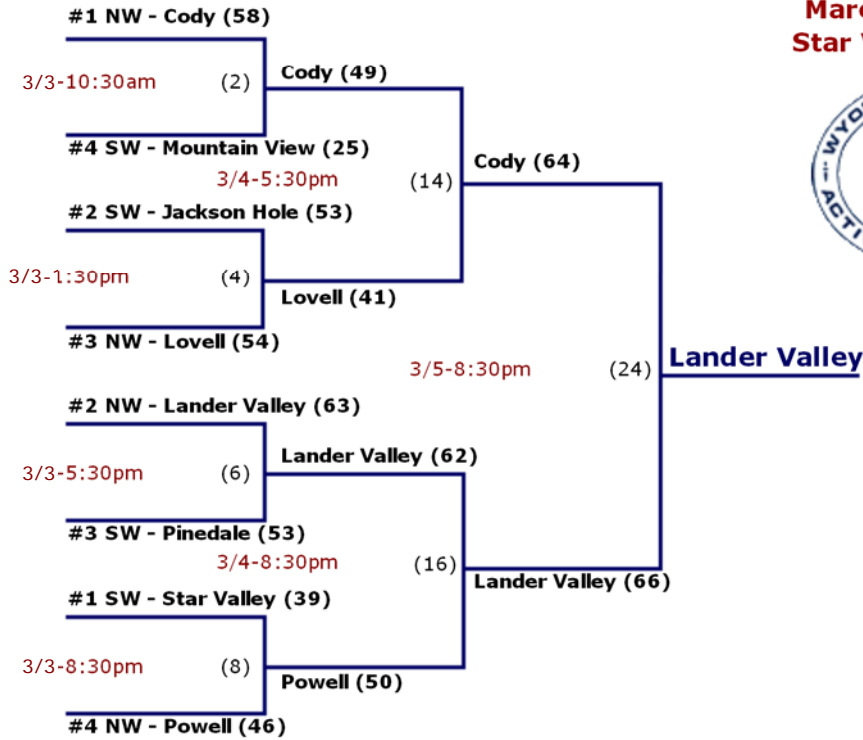 #1 NW - Cody (58)
3/3-10:30am
(2)
Cody (49)
#4 SW - Mountain View (25)
3/4-5:30pm
(14)
Cody (64)
#2 SW - Jackson Hole (53)
3/3-1:30pm
(4)
Lovell (41)
#3 NW - Lovell (54)
3/5-8:30pm
(24)
Lander Valley
#2 NW - Lander Valley (63)
3/3-5:30pm
(6)
Lander Valley (62)
#3 SW - Pinedale (53)
3/4-8:30pm
(16)
Lander Valley (66)
#1 SW - Star Valley (39)
3/3-8:30pm
(8)
Powell (50)
#4 NW - Powell (46)
Star